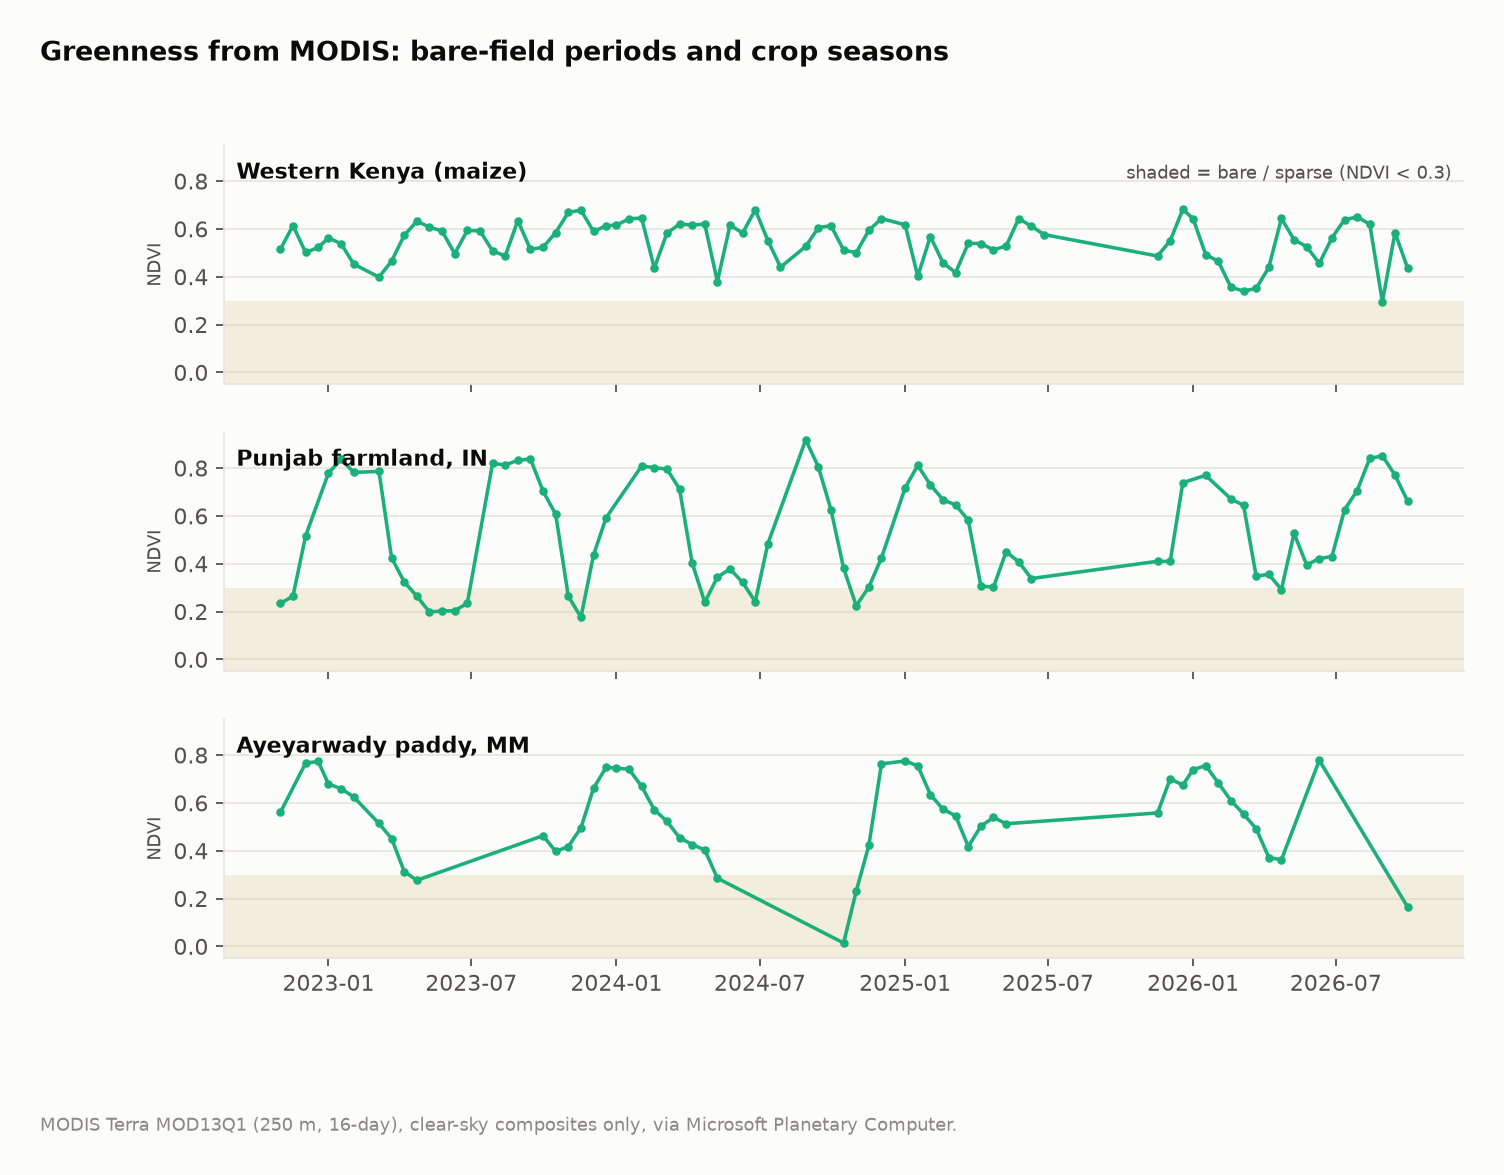 Greenness from MODIS: bare-field periods and crop seasons
Western Kenya (maize)
shaded = bare / sparse (NDVI < 0.3)
0.8
0.6
0.4
0.2
0.0
NDVI
Punjab farmland, IN
0.8
0.6
0.4
0.2
0.0
NDVI
Ayeyarwady paddy, MM
0.8
0.6
0.4
0.2
0.0
NDVI
2023-01 2023-07 2024-01 2024-07 2025-01 2025-07 2026-01 2026-07
MODIS Terra MOD13Q1 (250 m, 16-day), clear-sky composites only, via Microsoft Planetary Computer.